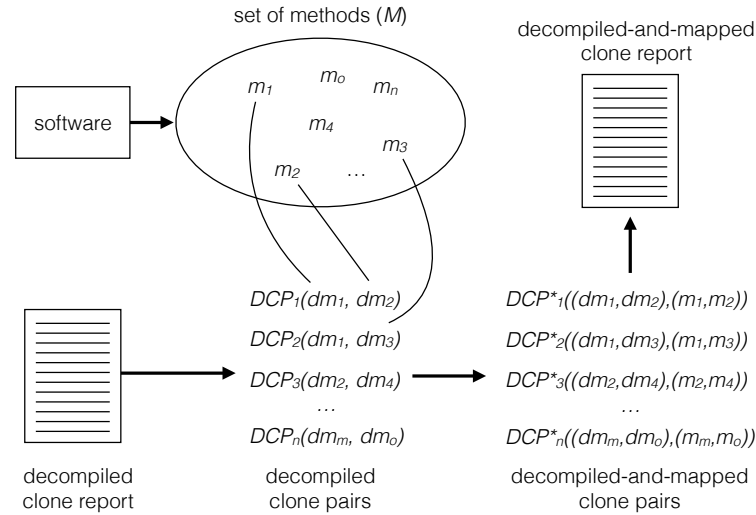 set of methods (M)
decompiled-and-mapped
clone report
software
m1
mo
mn
m4
m3
m2
...
DCP1(dm1, dm2)
DCP2(dm1, dm3)
DCP3(dm2, dm4)
...
DCPn(dmm, dmo)
DCP*1((dm1,dm2),(m1,m2))
DCP*2((dm1,dm3),(m1,m3))
DCP*3((dm2,dm4),(m2,m4))
...
DCP*n((dmm,dmo),(mm,mo))
decompiled
clone report
decompiled
clone pairs
decompiled-and-mapped
clone pairs